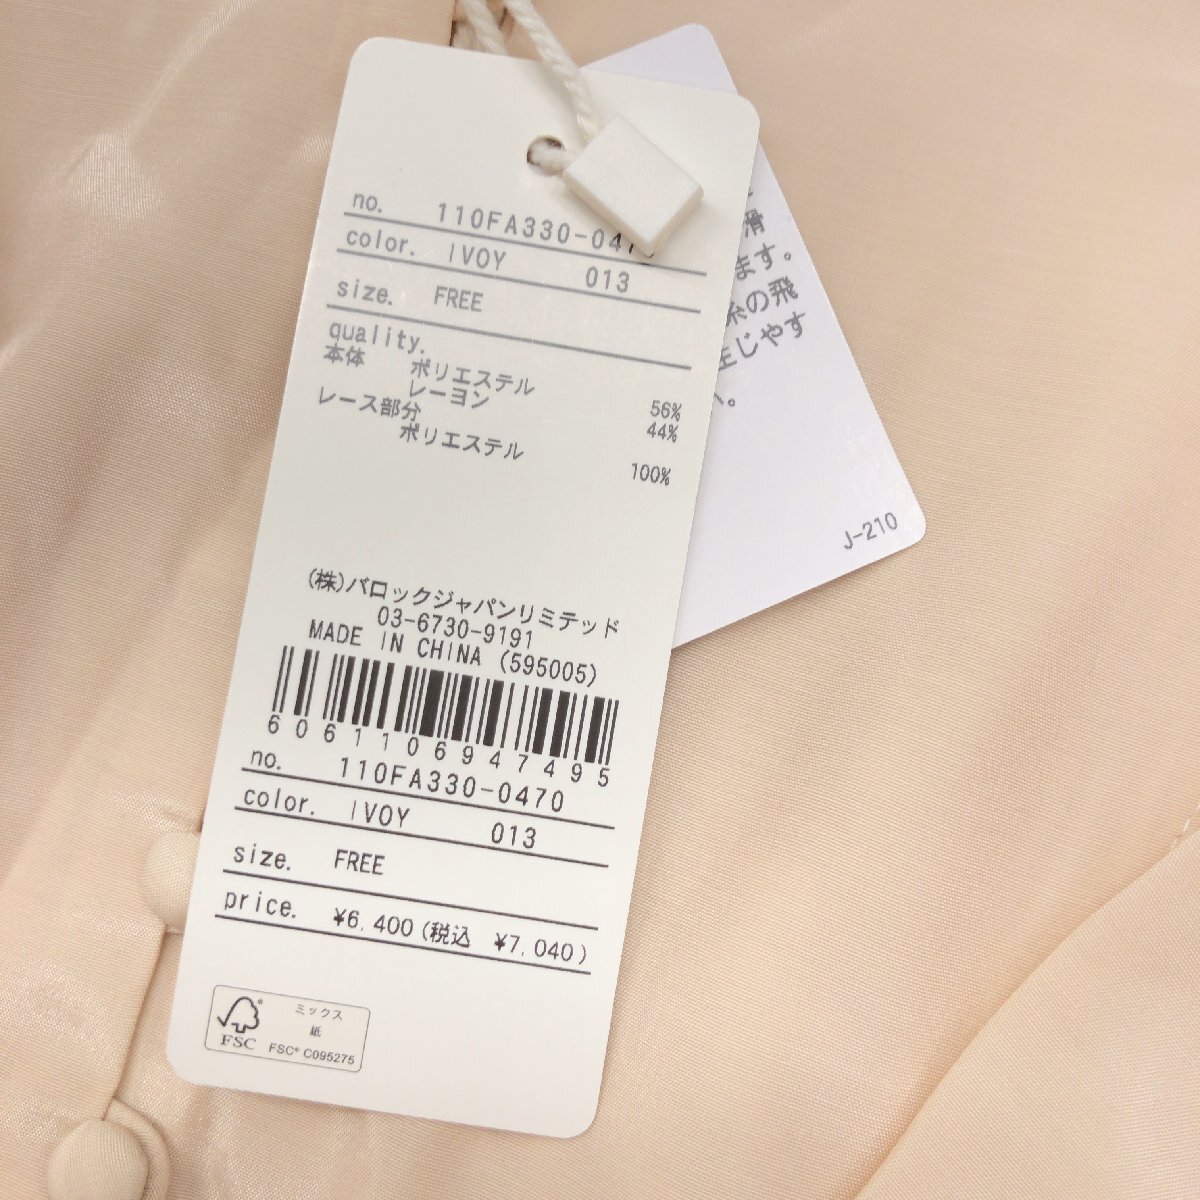 no. 110FA330-047
color. IVOY 013
size. FREE
quality.
本体 ポリエステル 56%
レーヨン 44%
レース部分
ポリエステル 100%
(株)バロックジャパンリミテッド
03-6730-9191
MADE IN CHINA (595005)
6061106947495
no. 110FA330-0470
color. IVOY 013
size. FREE
price. ¥6,400(税込 ¥7,040)
ミックス
紙
FSC
FSC® C095275
滑
ます。
糸の飛
生じやす
J-210